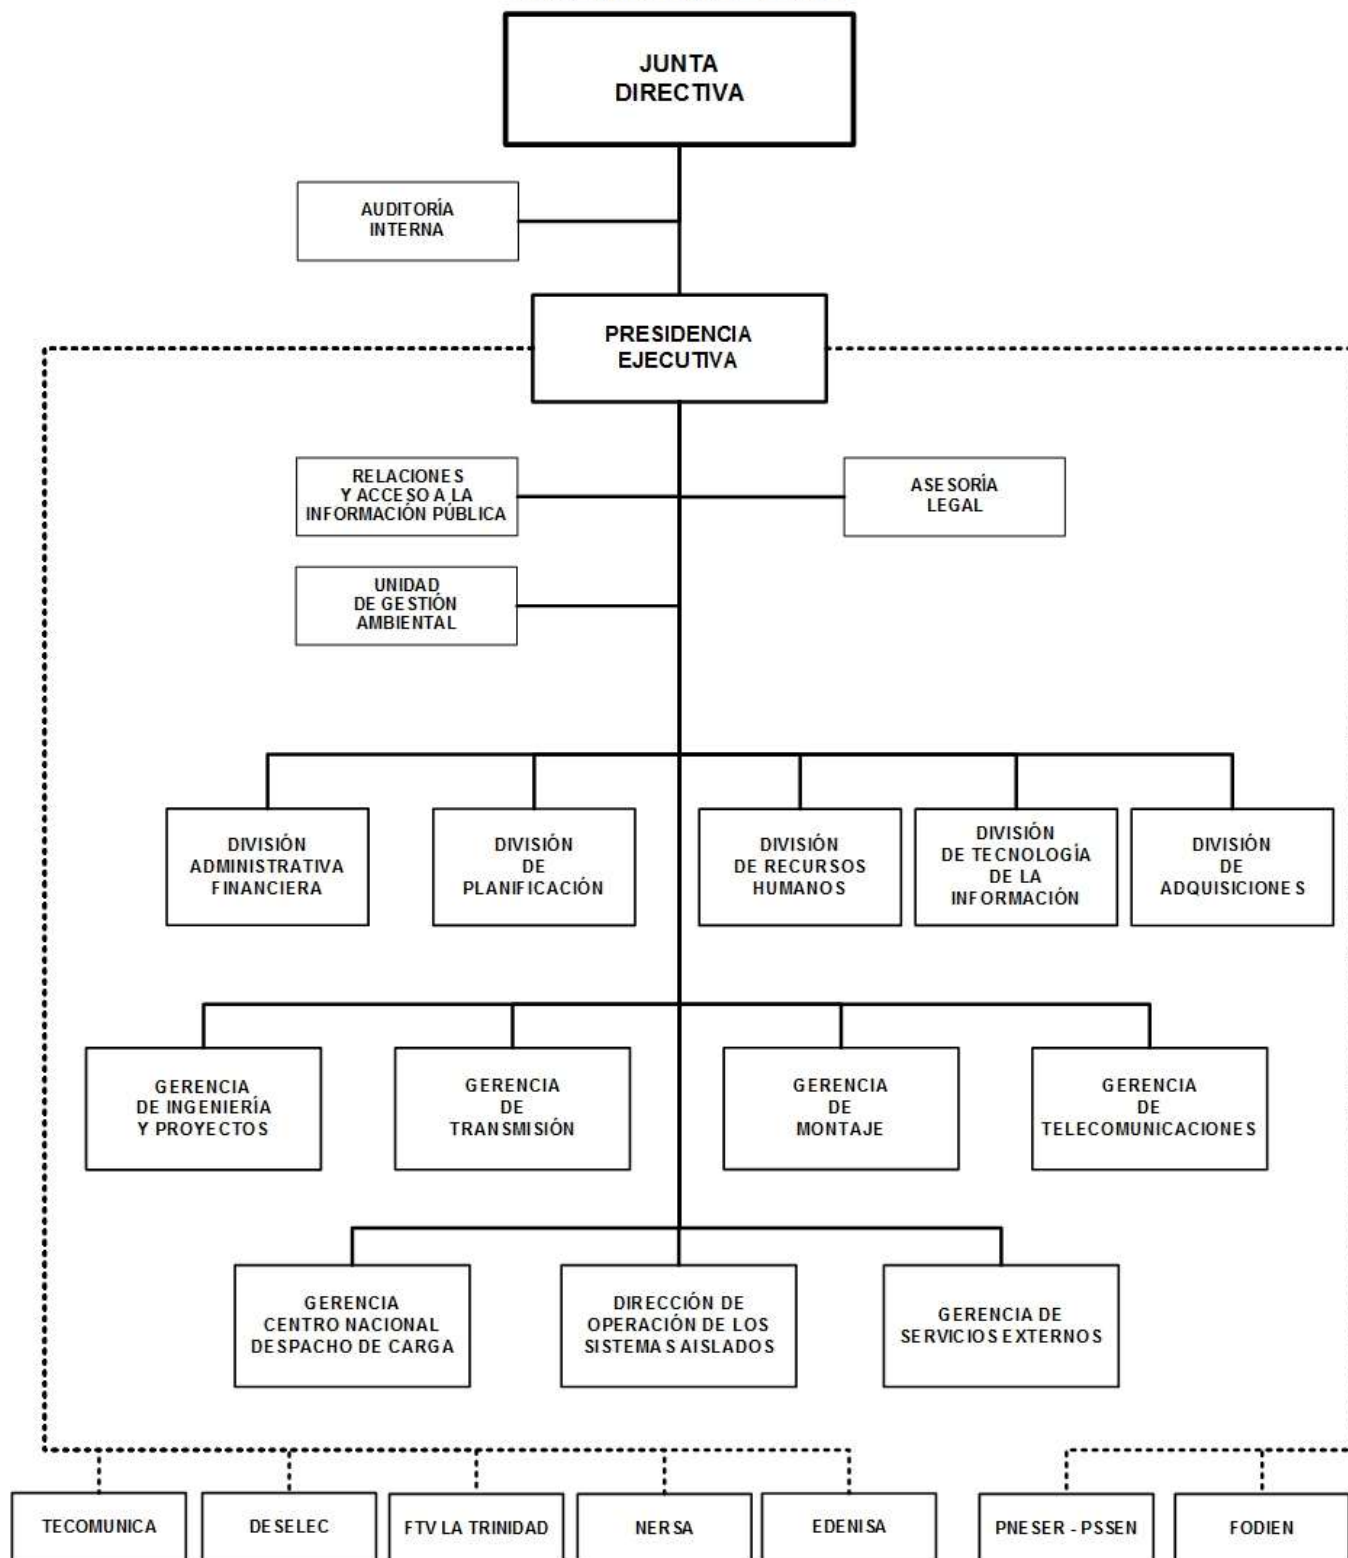 JUNTA
DIRECTIVA
AUDITORÍA
INTERNA
PRESIDENCIA
EJECUTIVA
RELACIONES
Y ACCESO A LA
INFORMACIÓN PÚBLICA
ASESORÍA
LEGAL
UNIDAD
DE GESTIÓN
AMBIENTAL
DIVISIÓN
ADMINISTRATIVA
FINANCIERA
DIVISIÓN
DE
PLANIFICACIÓN
DIVISIÓN
DE RECURSOS
HUMANOS
DIVISIÓN
DE TECNOLOGÍA
DE LA
INFORMACIÓN
DIVISIÓN
DE
ADQUISICIONES
GERENCIA
DE INGENIERÍA
Y PROYECTOS
GERENCIA
DE
TRANSMISIÓN
GERENCIA
DE
MONTAJE
GERENCIA
DE
TELECOMUNICACIONES
GERENCIA
CENTRO NACIONAL
DESPACHO DE CARGA
DIRECCIÓN DE
OPERACIÓN DE LOS
SISTEMAS AISLADOS
GERENCIA DE
SERVICIOS EXTERNOS
TECOMUNICA
DESELEC
FTV LA TRINIDAD
NERSA
EDENISA
PNESER - PSSEN
FODIEN